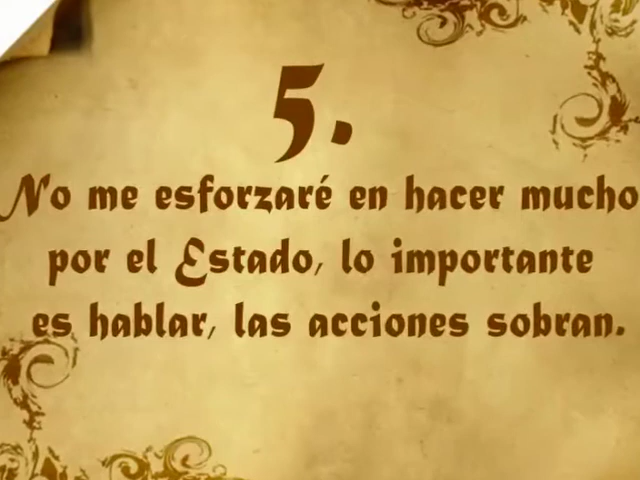 5.
No me esforzaré en hacer mucho
por el Estado, lo importante
es hablar, las acciones sobran.